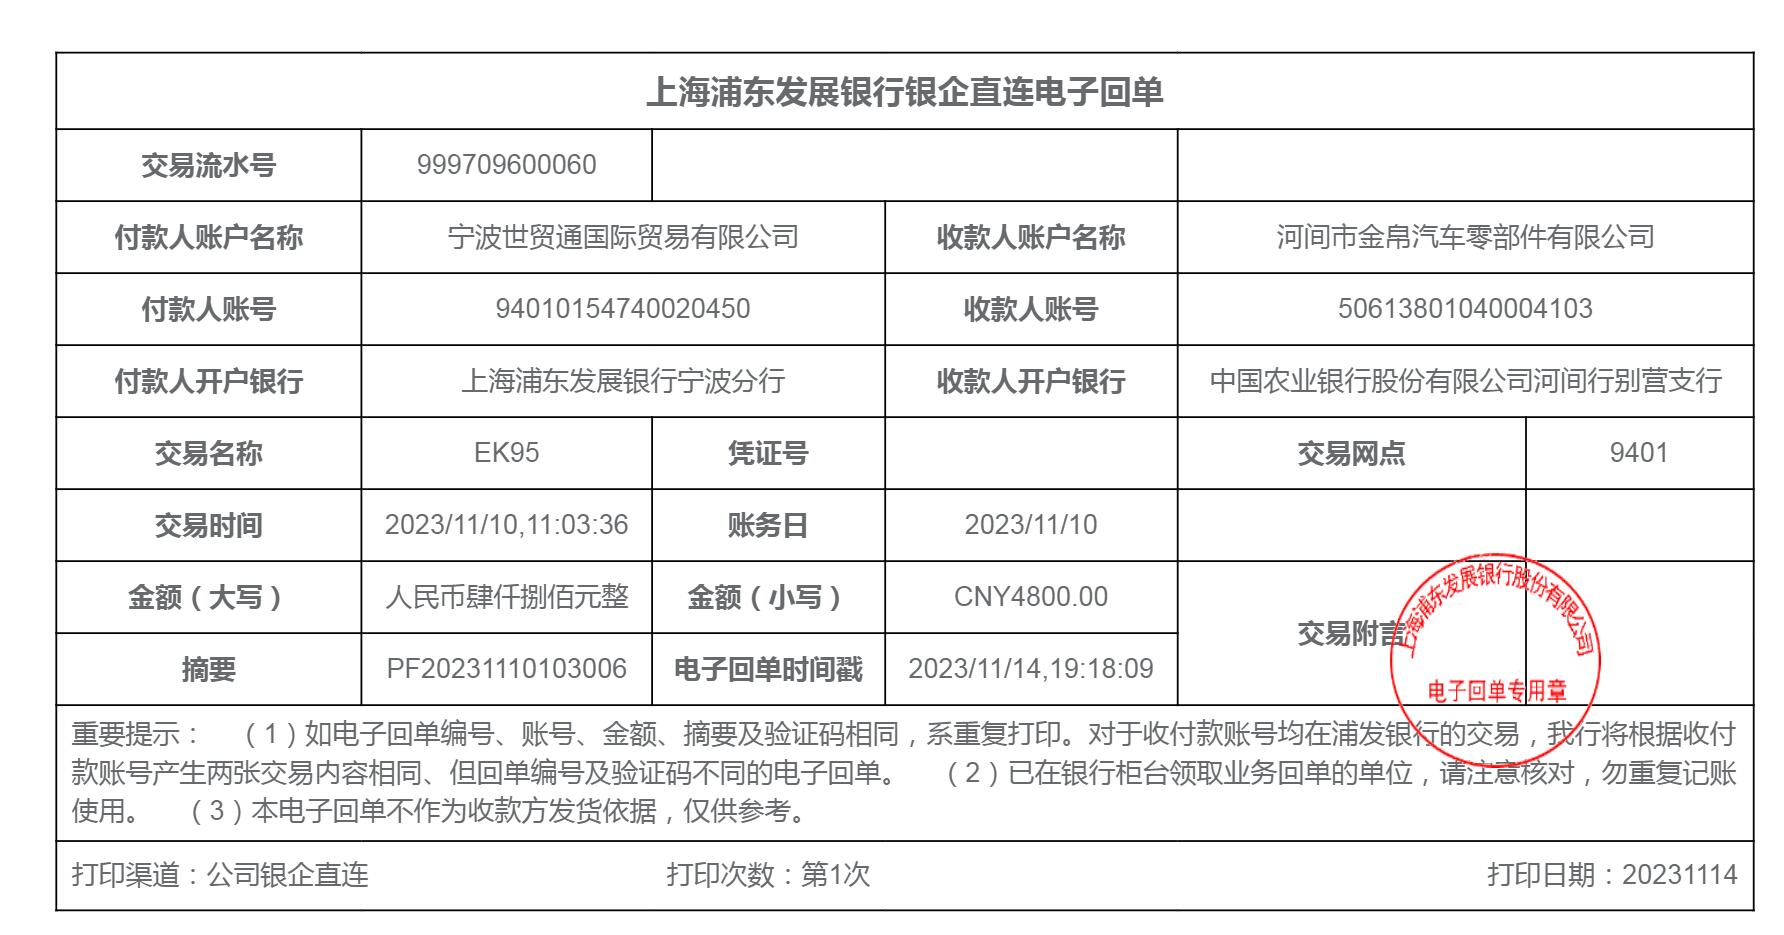 上海浦东发展银行银企直连电子回单
交易流水号 999709600060
付款人账户名称 宁波世贸通国际贸易有限公司 收款人账户名称 河间市金帛汽车零部件有限公司
付款人账号 94010154740020450 收款人账号 50613801040004103
付款人开户银行 上海浦东发展银行宁波分行 收款人开户银行 中国农业银行股份有限公司河间行别营支行
交易名称 EK95 凭证号 交易网点 9401
交易时间 2023/11/10,11:03:36 账务日 2023/11/10
金额（大写） 人民币肆仟捌佰元整 金额（小写） CNY4800.00
交易附言
摘要 PF20231110103006 电子回单时间戳 2023/11/14,19:18:09
上海浦东发展银行股份有限公司
电子回单专用章
重要提示： （1）如电子回单编号、账号、金额、摘要及验证码相同，系重复打印。对于收付款账号均在浦发银行的交易，我行将根据收付
款账号产生两张交易内容相同、但回单编号及验证码不同的电子回单。 （2）已在银行柜台领取业务回单的单位，请注意核对，勿重复记账
使用。 （3）本电子回单不作为收款方发货依据，仅供参考。
打印渠道：公司银企直连 打印次数：第1次 打印日期：20231114